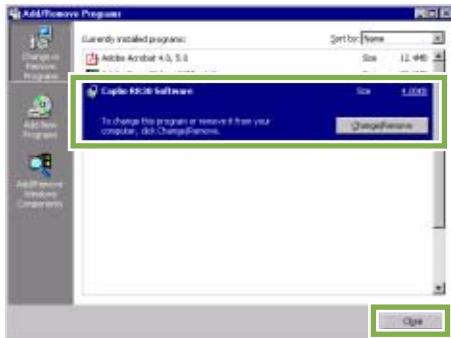 Add/Remove Programs
Currently installed programs:
Sort by: Name
Change or
Remove
Programs
Adobe Acrobat 4.0, 5.0
Size
Caplio RR30 Software
Size
To change this program or remove it from your
computer, click Change/Remove.
Change/Remove
Add New
Programs
Add/Remove
Windows
Components
Close